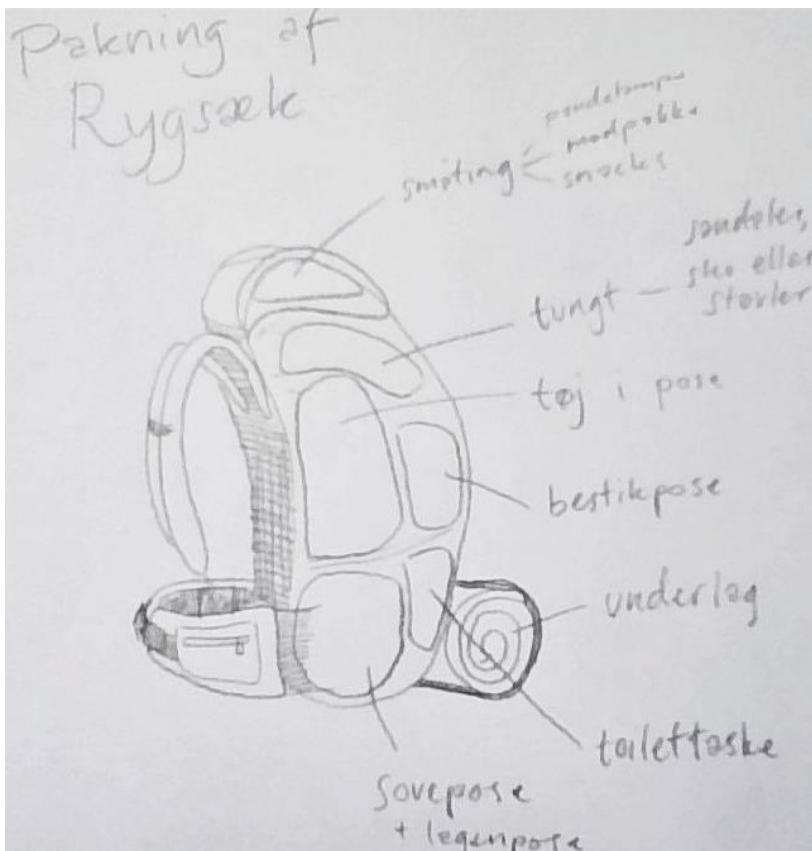 Pakning af
Rygsæk
pandelampe
madpakke
småting
snacks
sandaler,
sko eller
støvler
tungt
tøj i pose
bestikpose
underlag
toilettaske
sovepose
+ lagenpose